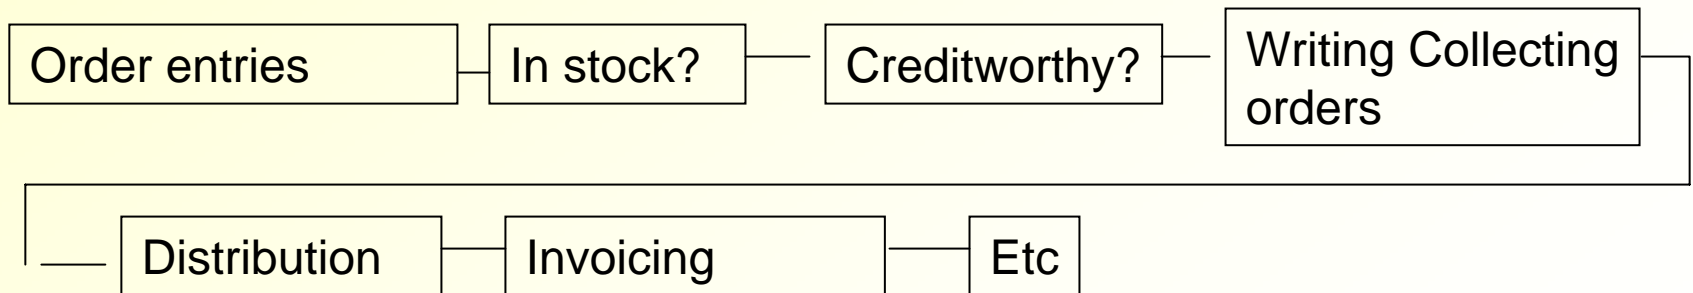 Order entries
In stock?
Creditworthy?
Writing Collecting
orders
Distribution
Invoicing
Etc